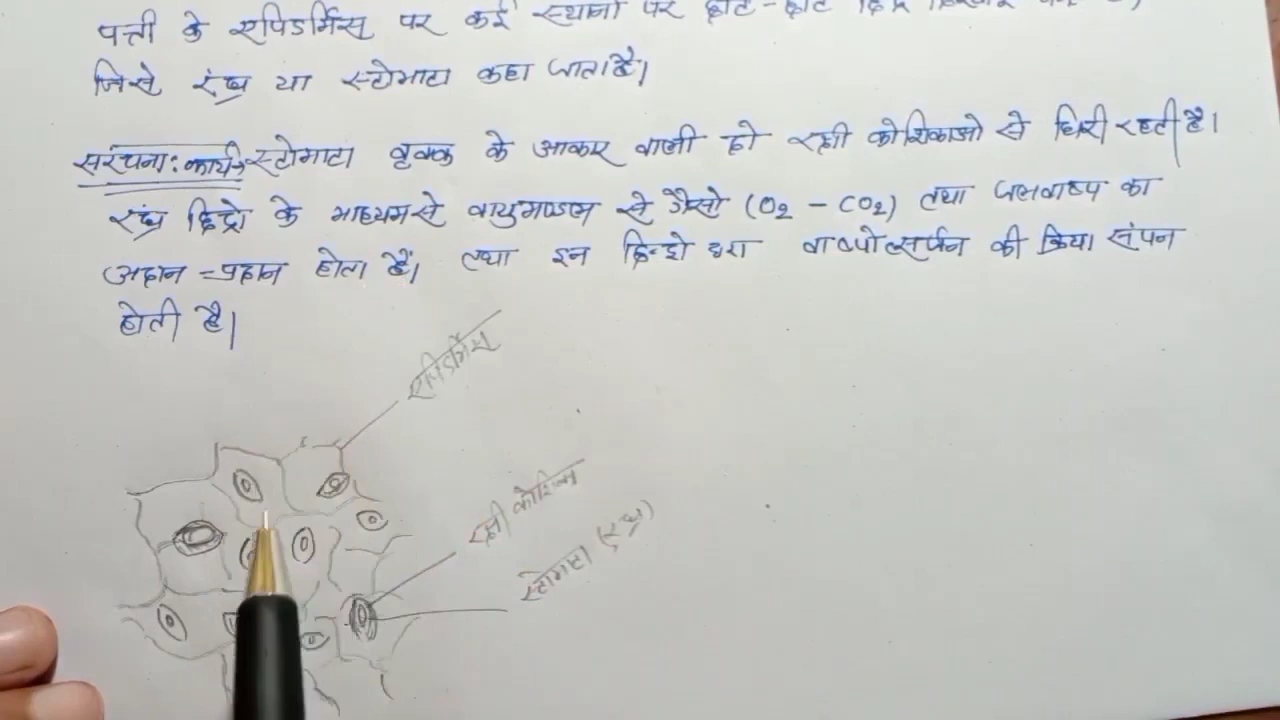 पत्ती के एपिडर्मिस पर कई स्थानों पर छोटे-छोटे छिद्र
जिसे रंध्र या स्टोमाटा कहा जाता है।
संरचना: कार्य→ स्टोमाटा वृक्क के आकार वाली दो रक्षी कोशिकाओ से घिरी रहती है।
रंध्र छिद्रो के माध्यम से वायुमण्डल से गैसो (O₂ - CO₂) तथा जलवाष्प का
आदान-प्रदान होता है। तथा इन छिन्द्रो द्वारा वाष्पोत्सर्जन की क्रिया संपन
होती है।
एपिडर्मिस
रक्षी कोशिका
स्टोमाटा (रंध्र)